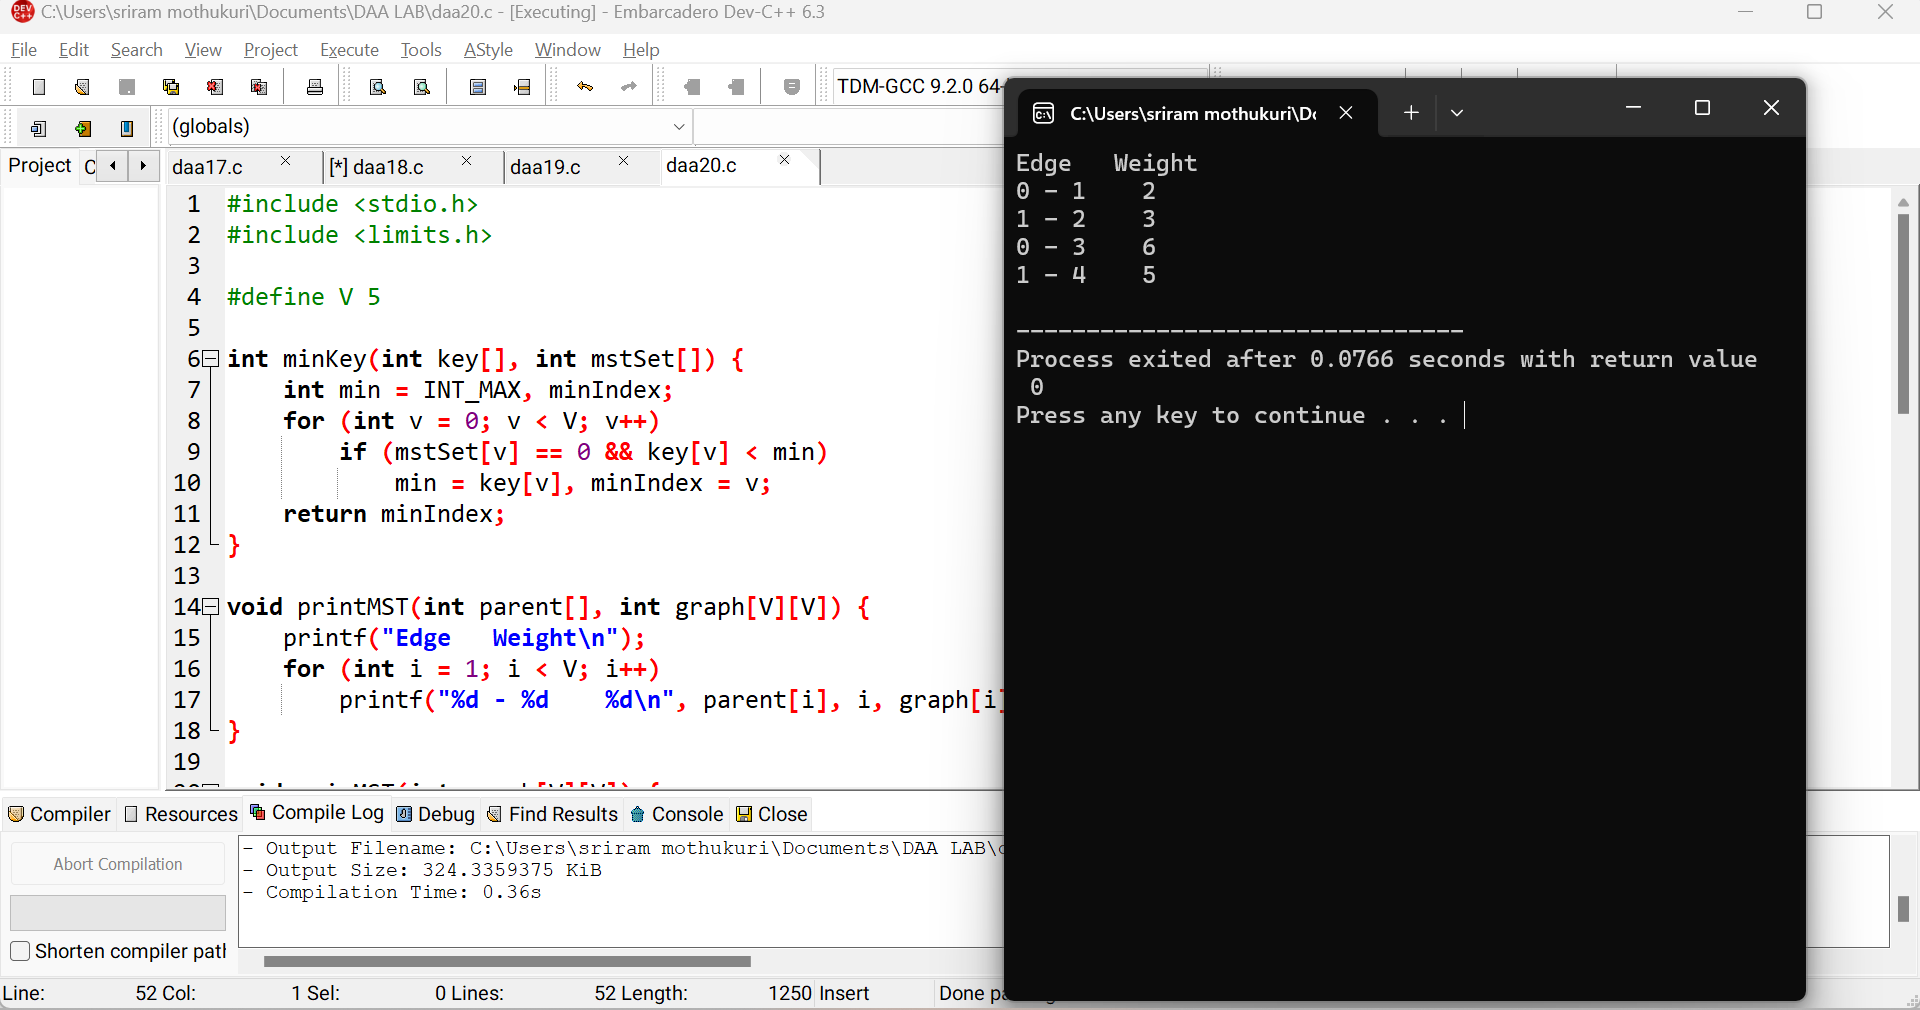 C:\Users\sriram mothukuri\Documents\DAA LAB\daa20.c - [Executing] - Embarcadero Dev-C++ 6.3
File Edit Search View Project Execute Tools AStyle Window Help
TDM-GCC 9.2.0 64-
(globals)
Project C
daa17.c [*] daa18.c daa19.c daa20.c
1 #include <stdio.h>
2 #include <limits.h>
3
4 #define V 5
5
6 int minKey(int key[], int mstSet[]) {
7 int min = INT_MAX, minIndex;
8 for (int v = 0; v < V; v++)
9 if (mstSet[v] == 0 && key[v] < min)
10 min = key[v], minIndex = v;
11 return minIndex;
12 }
13
14 void printMST(int parent[], int graph[V][V]) {
15 printf("Edge   Weight\n");
16 for (int i = 1; i < V; i++)
17 printf("%d - %d    %d\n", parent[i], i, graph[i]
18 }
19
C:\Users\sriram mothukuri\Do
Edge   Weight
0 - 1    2
1 - 2    3
0 - 3    6
1 - 4    5
--------------------------------
Process exited after 0.0766 seconds with return value
0
Press any key to continue . . .
Compiler Resources Compile Log Debug Find Results Console Close
Abort Compilation
Shorten compiler path
- Output Filename: C:\Users\sriram mothukuri\Documents\DAA LAB\
- Output Size: 324.3359375 KiB
- Compilation Time: 0.36s
Line: 52 Col: 1 Sel: 0 Lines: 52 Length: 1250 Insert Done